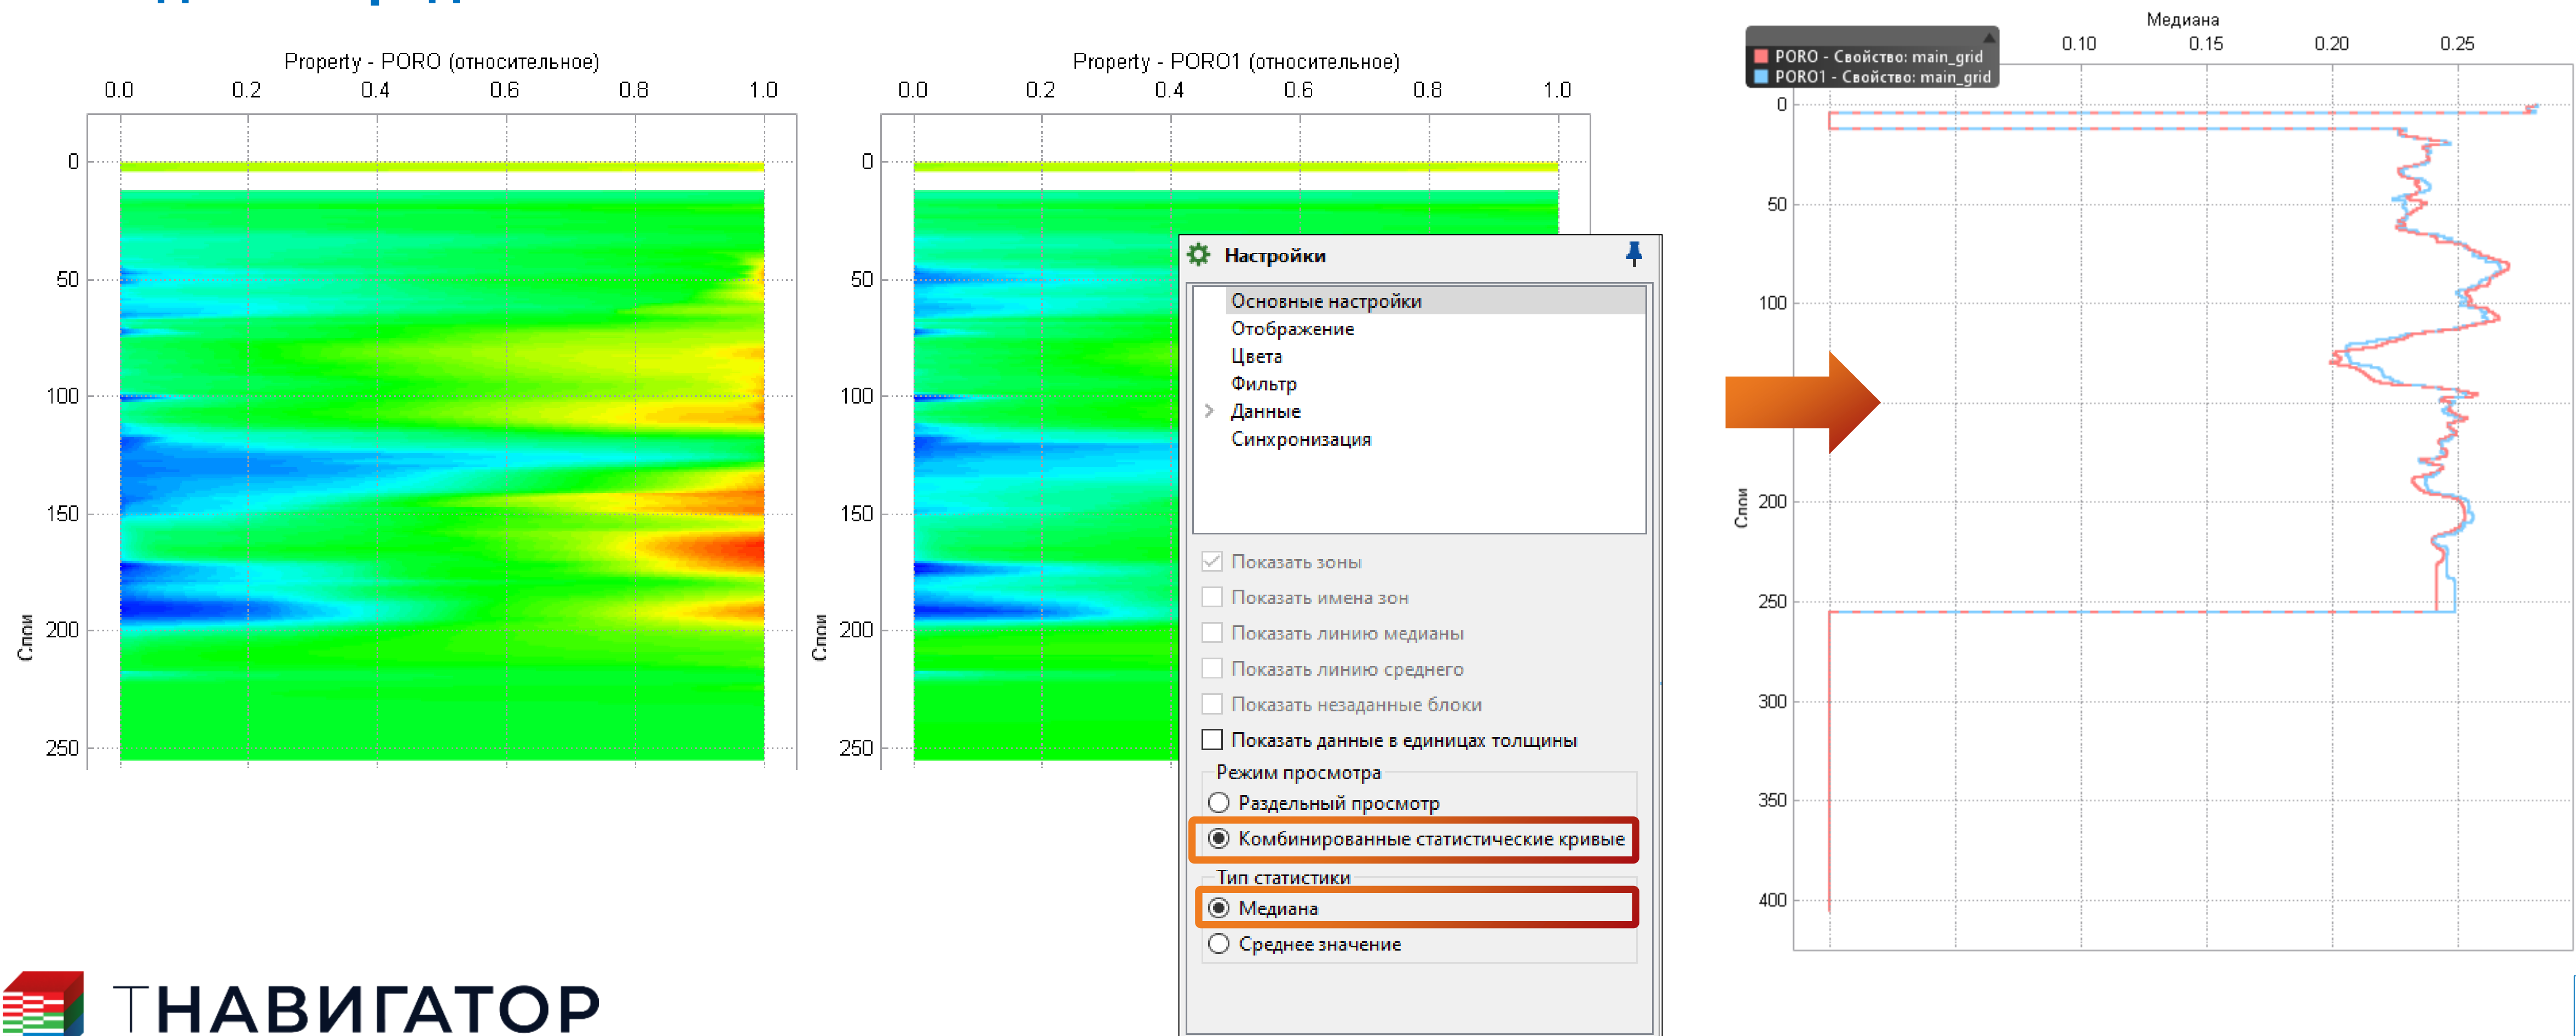 Property - PORO (относительное)
0.0 0.2 0.4 0.6 0.8 1.0
0
50
100
150
200
250
Слои
Property - PORO1 (относительное)
0.0 0.2 0.4 0.6 0.8 1.0
0
50
100
150
200
250
Слои
Настройки
Основные настройки
Отображение
Цвета
Фильтр
Данные
Синхронизация
Показать зоны
Показать имена зон
Показать линию медианы
Показать линию среднего
Показать незаданные блоки
Показать данные в единицах толщины
Режим просмотра
Раздельный просмотр
Комбинированные статистические кривые
Тип статистики
Медиана
Среднее значение
Медиана
0.10 0.15 0.20 0.25
PORO - Свойство: main_grid
PORO1 - Свойство: main_grid
0
50
100
200
250
300
350
400
Слои
ТНАВИГАТОР